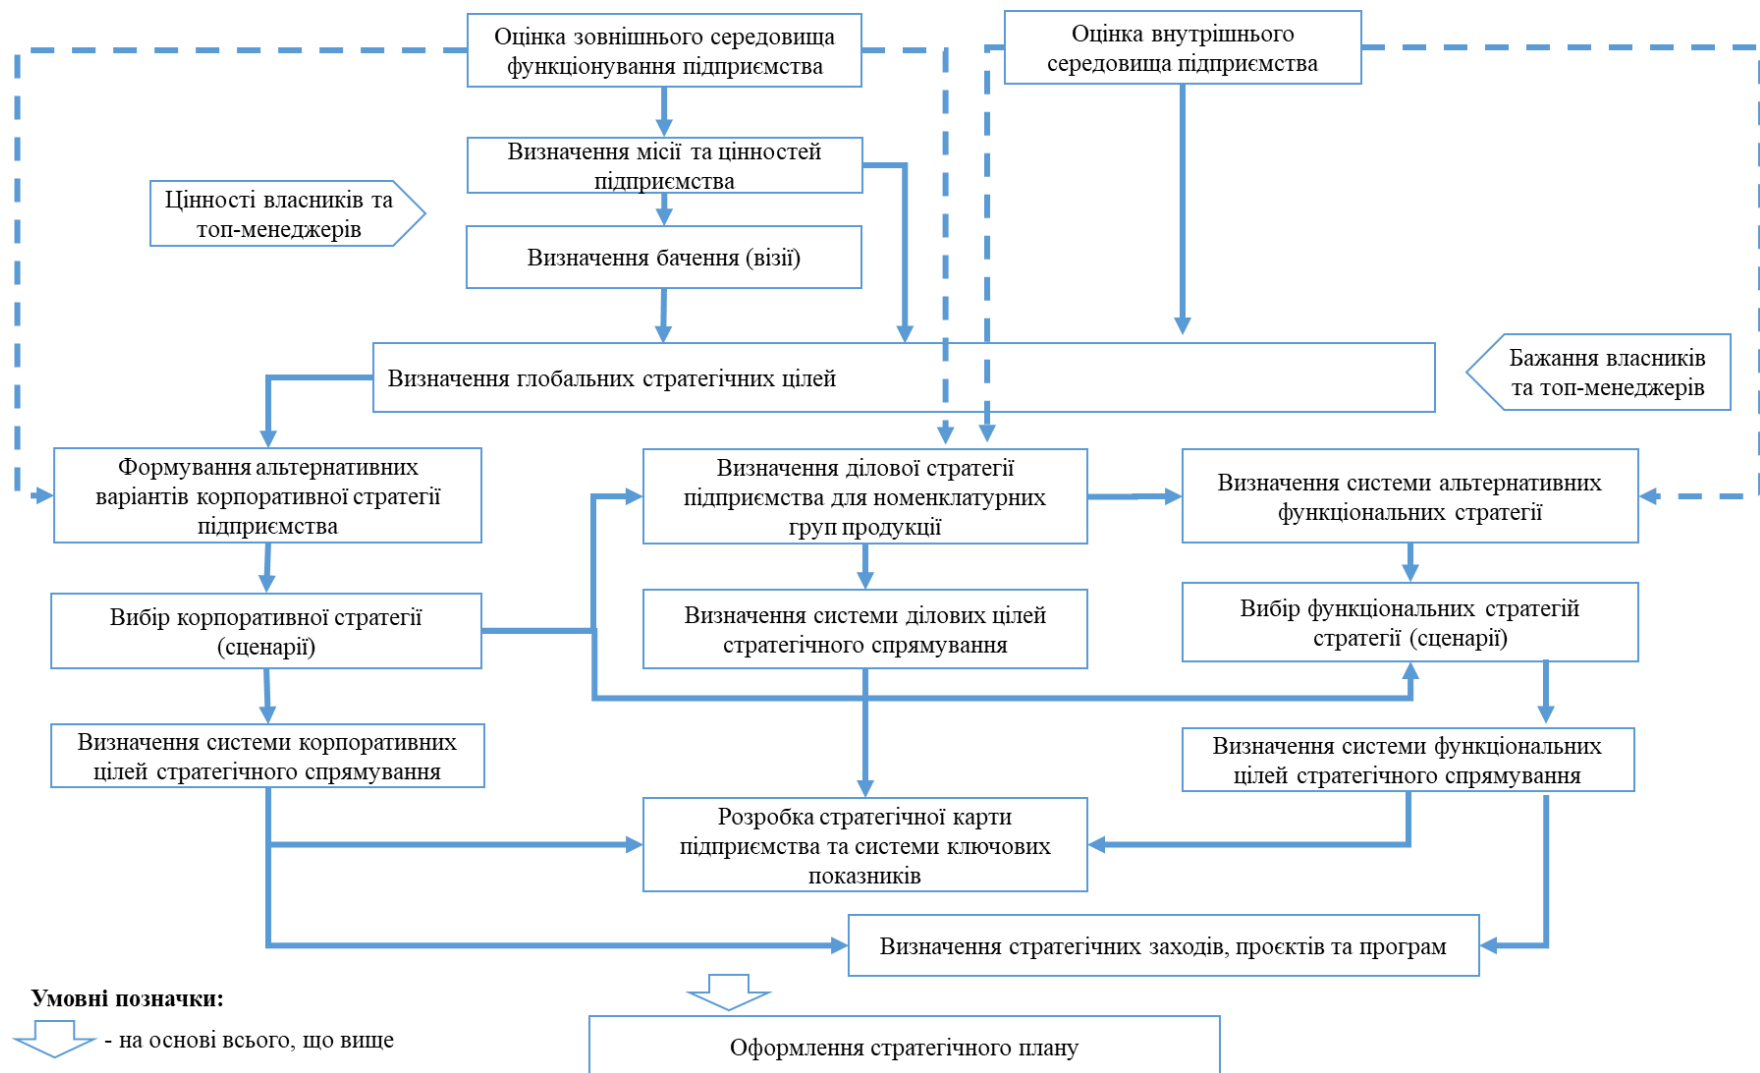 Оцінка зовнішнього середовища
функціонування підприємства
Оцінка внутрішнього
середовища підприємства
Визначення місії та цінностей
підприємства
Цінності власників та
топ-менеджерів
Визначення бачення (візії)
Визначення глобальних стратегічних цілей
Бажання власників
та топ-менеджерів
Формування альтернативних
варіантів корпоративної стратегії
підприємства
Визначення ділової стратегії
підприємства для номенклатурних
груп продукції
Визначення системи альтернативних
функціональних стратегії
Вибір корпоративної стратегії
(сценарії)
Визначення системи ділових цілей
стратегічного спрямування
Вибір функціональних стратегій
стратегії (сценарії)
Визначення системи корпоративних
цілей стратегічного спрямування
Визначення системи функціональних
цілей стратегічного спрямування
Розробка стратегічної карти
підприємства та системи ключових
показників
Визначення стратегічних заходів, проєктів та програм
Умовні позначки:
- на основі всього, що вище
Оформлення стратегічного плану